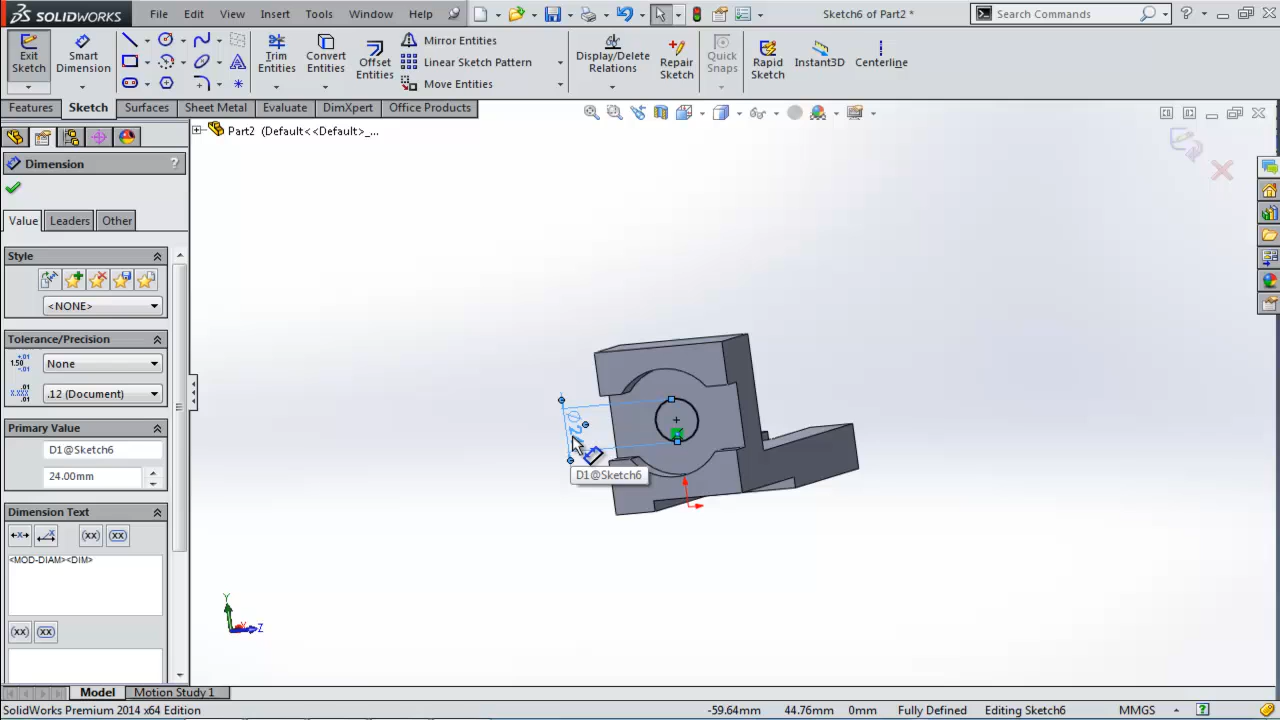 SOLIDWORKS File Edit View Insert Tools Window Help Sketch6 of Part2 * Search Commands
Exit Sketch
Smart Dimension
Trim Entities
Convert Entities
Offset Entities
Mirror Entities
Linear Sketch Pattern
Move Entities
Display/Delete Relations
Repair Sketch
Quick Snaps
Rapid Sketch
Instant3D
Centerline
Features Sketch Surfaces Sheet Metal Evaluate DimXpert Office Products
Part2 (Default<<Default>_...
Dimension ?
Value Leaders Other
Style
<NONE>
Tolerance/Precision
None
.12 (Document)
Primary Value
D1@Sketch6
24.00mm
Dimension Text
<MOD-DIAM><DIM>
D1@Sketch6
Y
Z
Model Motion Study 1
SolidWorks Premium 2014 x64 Edition -59.64mm 44.76mm 0mm Fully Defined Editing Sketch6 MMGS